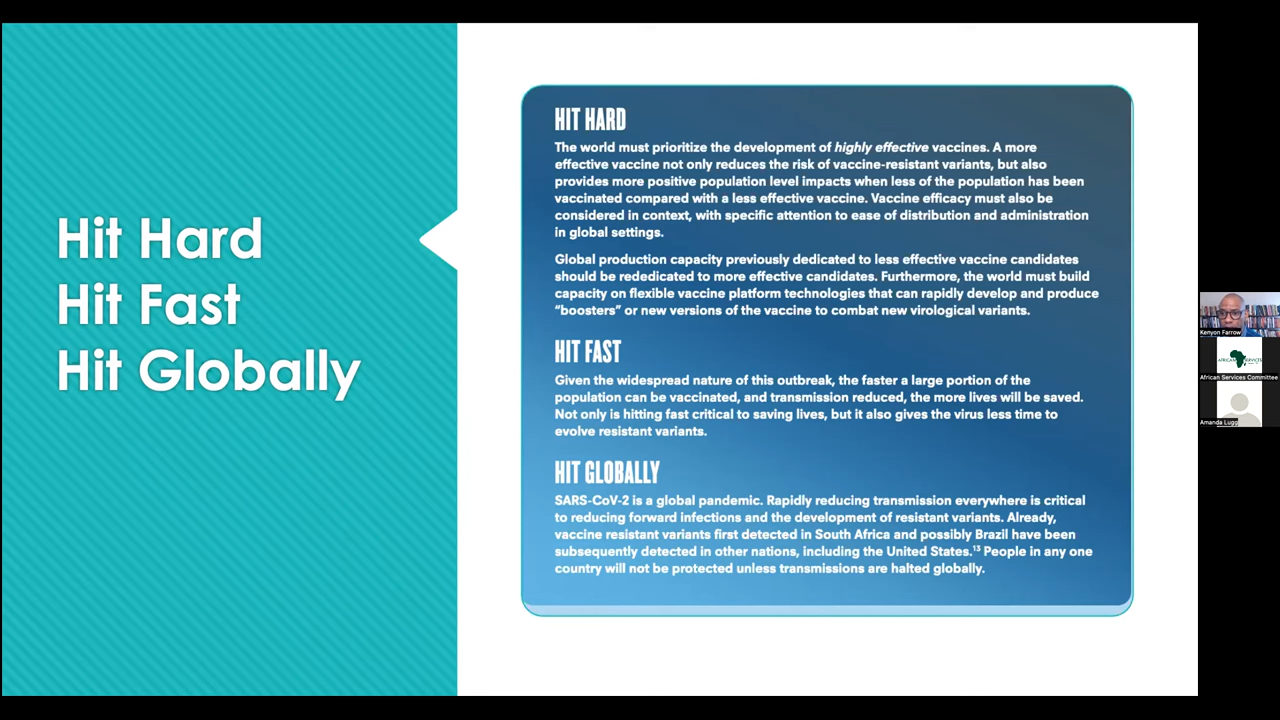 Hit Hard
Hit Fast
Hit Globally
HIT HARD
The world must prioritize the development of highly effective vaccines. A more
effective vaccine not only reduces the risk of vaccine-resistant variants, but also
provides more positive population level impacts when less of the population has been
vaccinated compared with a less effective vaccine. Vaccine efficacy must also be
considered in context, with specific attention to ease of distribution and administration
in global settings.
Global production capacity previously dedicated to less effective vaccine candidates
should be rededicated to more effective candidates. Furthermore, the world must build
capacity on flexible vaccine platform technologies that can rapidly develop and produce
“boosters” or new versions of the vaccine to combat new virological variants.
HIT FAST
Given the widespread nature of this outbreak, the faster a large portion of the
population can be vaccinated, and transmission reduced, the more lives will be saved.
Not only is hitting fast critical to saving lives, but it also gives the virus less time to
evolve resistant variants.
HIT GLOBALLY
SARS-CoV-2 is a global pandemic. Rapidly reducing transmission everywhere is critical
to reducing forward infections and the development of resistant variants. Already,
vaccine resistant variants first detected in South Africa and possibly Brazil have been
subsequently detected in other nations, including the United States.¹³ People in any one
country will not be protected unless transmissions are halted globally.
Kenyon Farrow
African Services Committee
Amanda Lugg